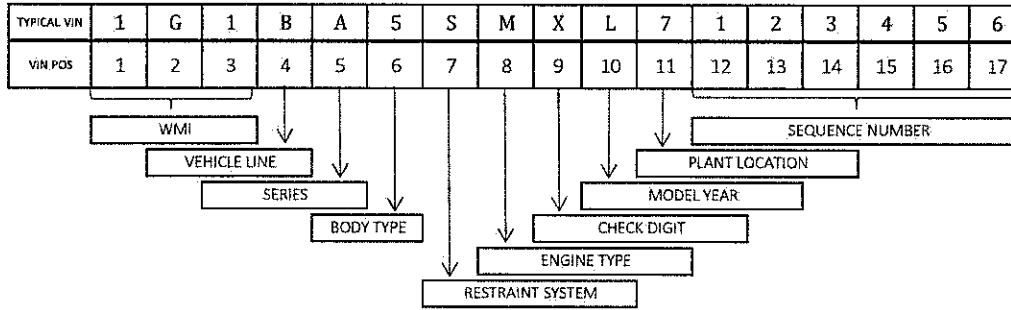 TYPICAL VIN 1 G 1 B A 5 S M X L 7 1 2 3 4 5 6
VIN POS 1 2 3 4 5 6 7 8 9 10 11 12 13 14 15 16 17
WMI SEQUENCE NUMBER
VEHICLE LINE PLANT LOCATION
SERIES MODEL YEAR
BODY TYPE CHECK DIGIT
ENGINE TYPE
RESTRAINT SYSTEM